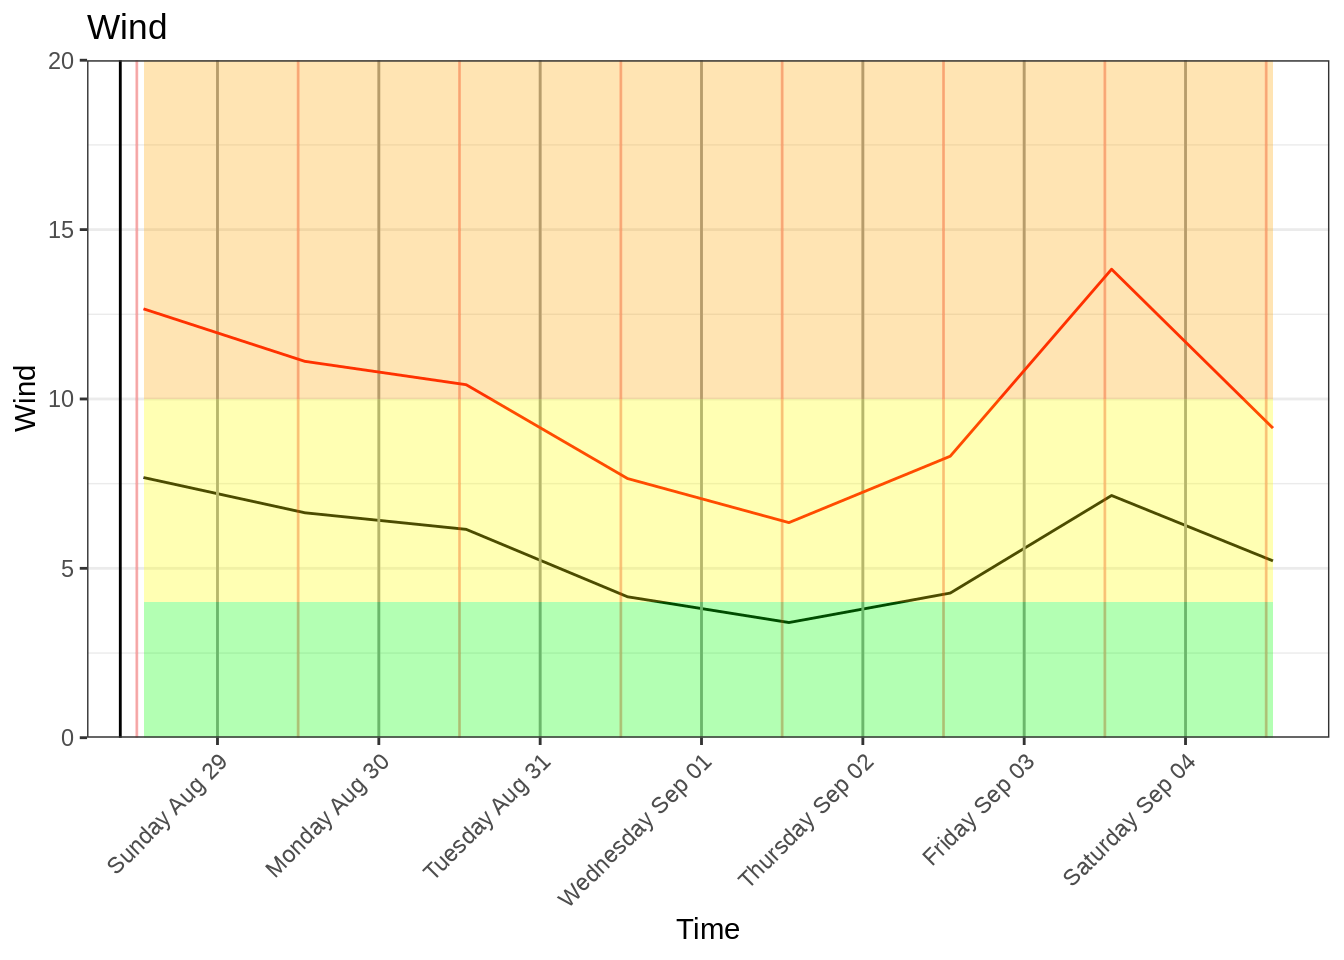 Wind
20
15
10
5
0
Wind
Sunday Aug 29
Monday Aug 30
Tuesday Aug 31
Wednesday Sep 01
Thursday Sep 02
Friday Sep 03
Saturday Sep 04
Time